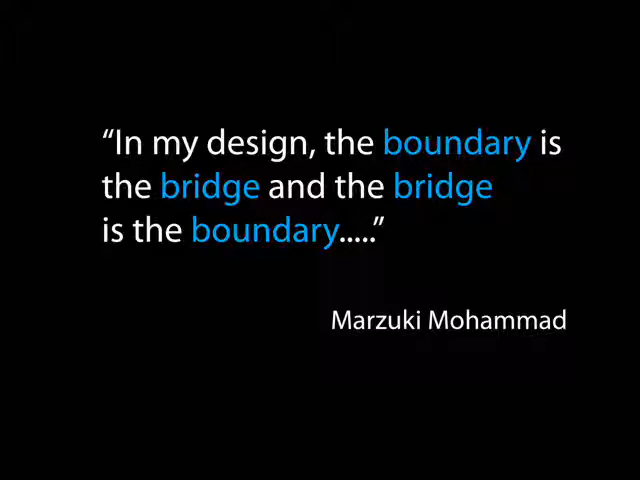 “In my design, the boundary is
the bridge and the bridge
is the boundary.....”
Marzuki Mohammad